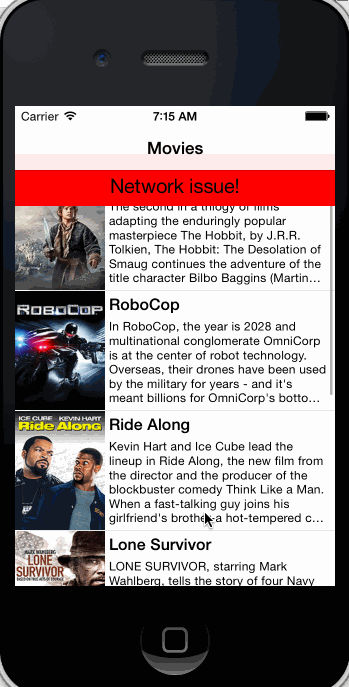 Carrier
7:15 AM
Movies
Network issue!
The second in a trilogy of films
adapting the enduringly popular
masterpiece The Hobbit, by J.R.R.
Tolkien, The Hobbit: The Desolation of
Smaug continues the adventure of the
title character Bilbo Baggins (Martin...
ROBOCOP
RoboCop
In RoboCop, the year is 2028 and
multinational conglomerate OmniCorp
is at the center of robot technology.
Overseas, their drones have been used
by the military for years - and it's
meant billions for OmniCorp's botto...
ICE CUBE KEVIN HART
Ride Along
Ride Along
Kevin Hart and Ice Cube lead the
lineup in Ride Along, the new film from
the director and the producer of the
blockbuster comedy Think Like a Man.
When a fast-talking guy joins his
girlfriend's brother-a hot-tempered c...
MARK WAHLBERG
LONE
SURVIVOR
Lone Survivor
LONE SURVIVOR, starring Mark
Wahlberg, tells the story of four Navy